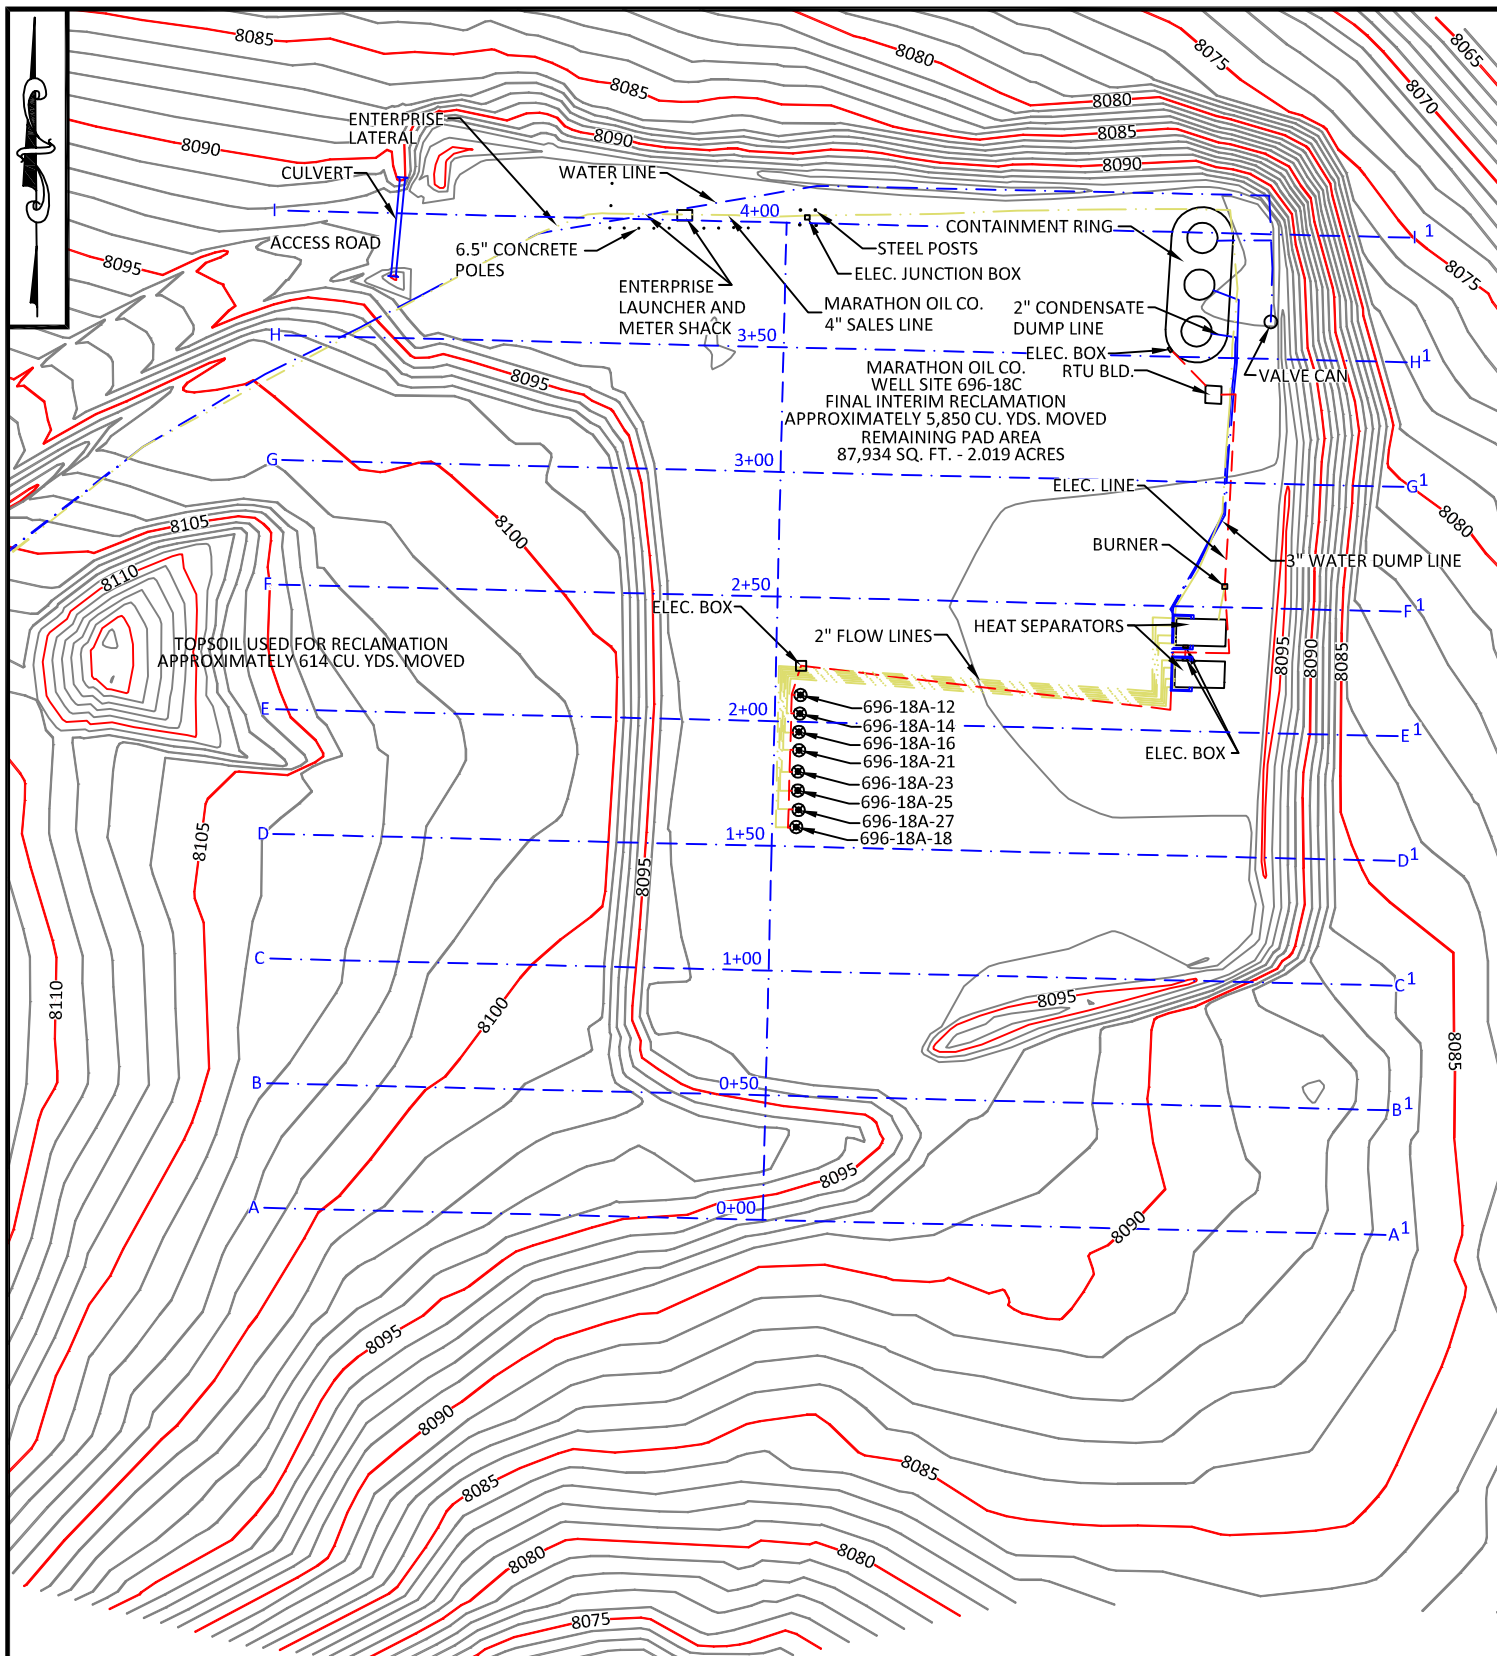 8085
8080
8075
8065
8070
8085
8080
8085
8090
8090
8090
ENTERPRISE
LATERAL
CULVERT
WATER LINE
I
4+00
I1
ACCESS ROAD
6.5" CONCRETE
POLES
CONTAINMENT RING
STEEL POSTS
ELEC. JUNCTION BOX
8095
8075
ENTERPRISE
LAUNCHER AND
METER SHACK
MARATHON OIL CO.
4" SALES LINE
2" CONDENSATE
DUMP LINE
H
3+50
ELEC. BOX
H1
RTU BLD.
VALVE CAN
8095
MARATHON OIL CO.
WELL SITE 696-18C
FINAL INTERIM RECLAMATION
APPROXIMATELY 5,850 CU. YDS. MOVED
REMAINING PAD AREA
87,934 SQ. FT. - 2.019 ACRES
G
3+00
G1
ELEC. LINE
8105
8100
8080
BURNER
3" WATER DUMP LINE
8110
F
2+50
F1
ELEC. BOX
2" FLOW LINES
HEAT SEPARATORS
TOPSOIL USED FOR RECLAMATION
APPROXIMATELY 614 CU. YDS. MOVED
8095
8090
8085
E
2+00
E1
696-18A-12
696-18A-14
696-18A-16
696-18A-21
696-18A-23
696-18A-25
696-18A-27
696-18A-18
ELEC. BOX
D
1+50
D1
8105
8095
C
1+00
C1
8110
8100
8095
8085
B
0+50
B1
8095
A
0+00
A1
8090
8095
8090
8085
8085
8080
8080
8075